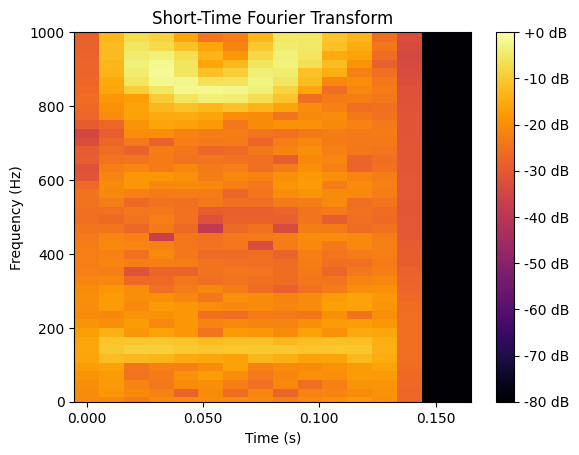 Short-Time Fourier Transform
Frequency (Hz)
1000
800
600
400
200
0
0.000
0.050
0.100
0.150
Time (s)
+0 dB
-10 dB
-20 dB
-30 dB
-40 dB
-50 dB
-60 dB
-70 dB
-80 dB